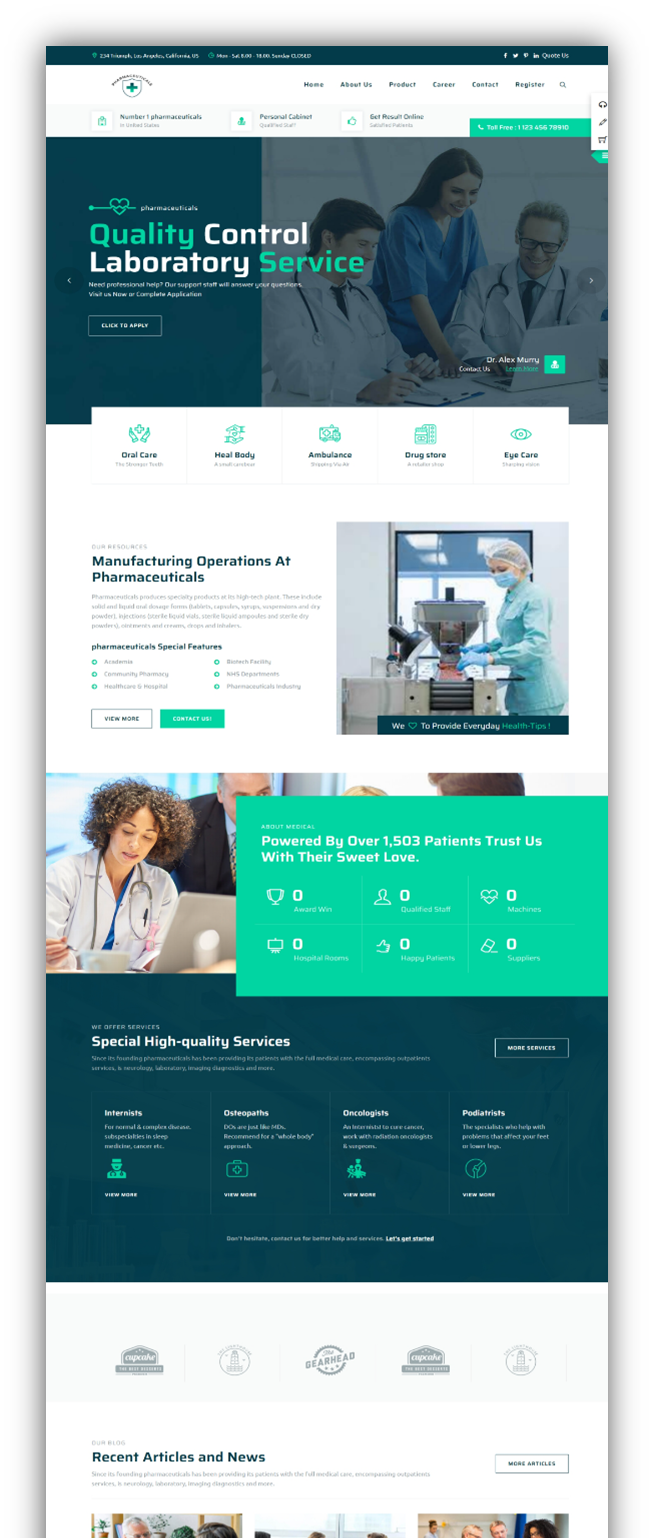 234 Triumph, Los Angeles, California, US
Mon - Sat 8.00 - 18.00 Sunday CLOSED
Quote Us
PHARMACEUTICALS
Home
About Us
Product
Career
Contact
Register
Number 1 pharmaceuticals
in United States
Personal Cabinet
Qualified Staff
Get Result Online
Satisfied Patients
Toll Free : 1 123 456 78910
pharmaceuticals
Quality Control
Laboratory Service
Need professional help? Our support staff will answer your questions.
Visit us Now or Complete Application
CLICK TO APPLY
Dr. Alex Murry
Contact Us
Learn More
Oral Care
The Stronger Teeth
Heal Body
A small carebear
Ambulance
Shipping Via Air
Drug store
A retailer shop
Eye Care
Sharping vision
OUR RESOURCES
Manufacturing Operations At
Pharmaceuticals
Pharmaceuticals produces specialty products at its high-tech plant. These include
solid and liquid oral dosage forms (tablets, capsules, syrups, suspensions and dry
powder), injections (sterile liquid vials, sterile liquid ampoules and sterile dry
powders), ointments and creams, drops and inhalers.
pharmaceuticals Special Features
Academia
Biotech Facility
Community Pharmacy
NHS Departments
Healthcare & Hospital
Pharmaceuticals Industry
VIEW MORE
CONTACT US!
We To Provide Everyday Health-Tips !
ABOUT MEDICAL
Powered By Over 1,503 Patients Trust Us
With Their Sweet Love.
0
Award Win
0
Qualified Staff
0
Machines
0
Hospital Rooms
0
Happy Patients
0
Suppliers
WE OFFER SERVICES
Special High-quality Services
Since its founding pharmaceuticals has been providing its patients with the full medical care, encompassing outpatients
services, is neurology, laboratory, imaging diagnostics and more.
MORE SERVICES
Internists
For normal & complex disease,
subspecialties in sleep
medicine, cancer etc.
VIEW MORE
Osteopaths
DOs are just like MDs.
Recommend for a "whole body"
approach.
VIEW MORE
Oncologists
An Internists to cure cancer,
work with radiation oncologists
& surgeons.
VIEW MORE
Podiatrists
The specialists who help with
problems that affect your feet
or lower legs.
VIEW MORE
Don't hesitate, contact us for better help and services. Let's get started
cupcake
THE BEST DESSERTS
The
GEARHEAD
cupcake
THE BEST DESSERTS
OUR BLOG
Recent Articles and News
Since its founding pharmaceuticals has been providing its patients with the full medical care, encompassing outpatients
services, is neurology, laboratory, imaging diagnostics and more.
MORE ARTICLES